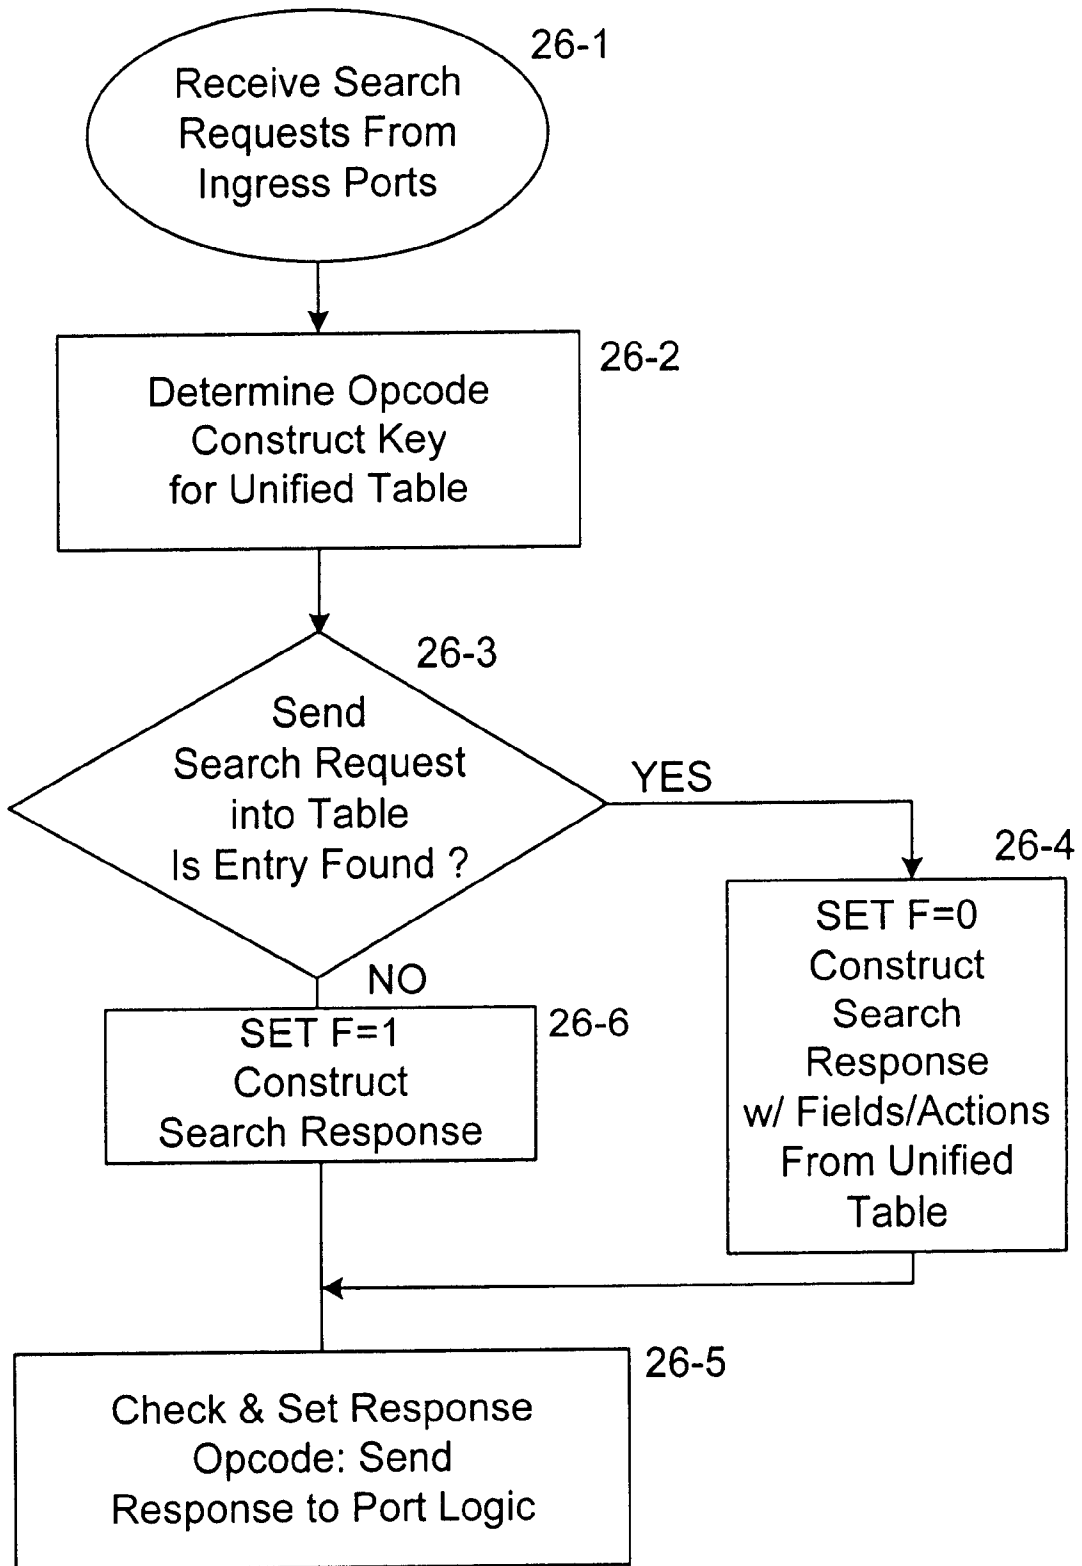 26-1
Receive Search
Requests From
Ingress Ports
26-2
Determine Opcode
Construct Key
for Unified Table
26-3
Send
Search Request
into Table
Is Entry Found ?
YES
NO
26-4
SET F=0
Construct
Search
Response
w/ Fields/Actions
From Unified
Table
26-6
SET F=1
Construct
Search Response
26-5
Check & Set Response
Opcode: Send
Response to Port Logic